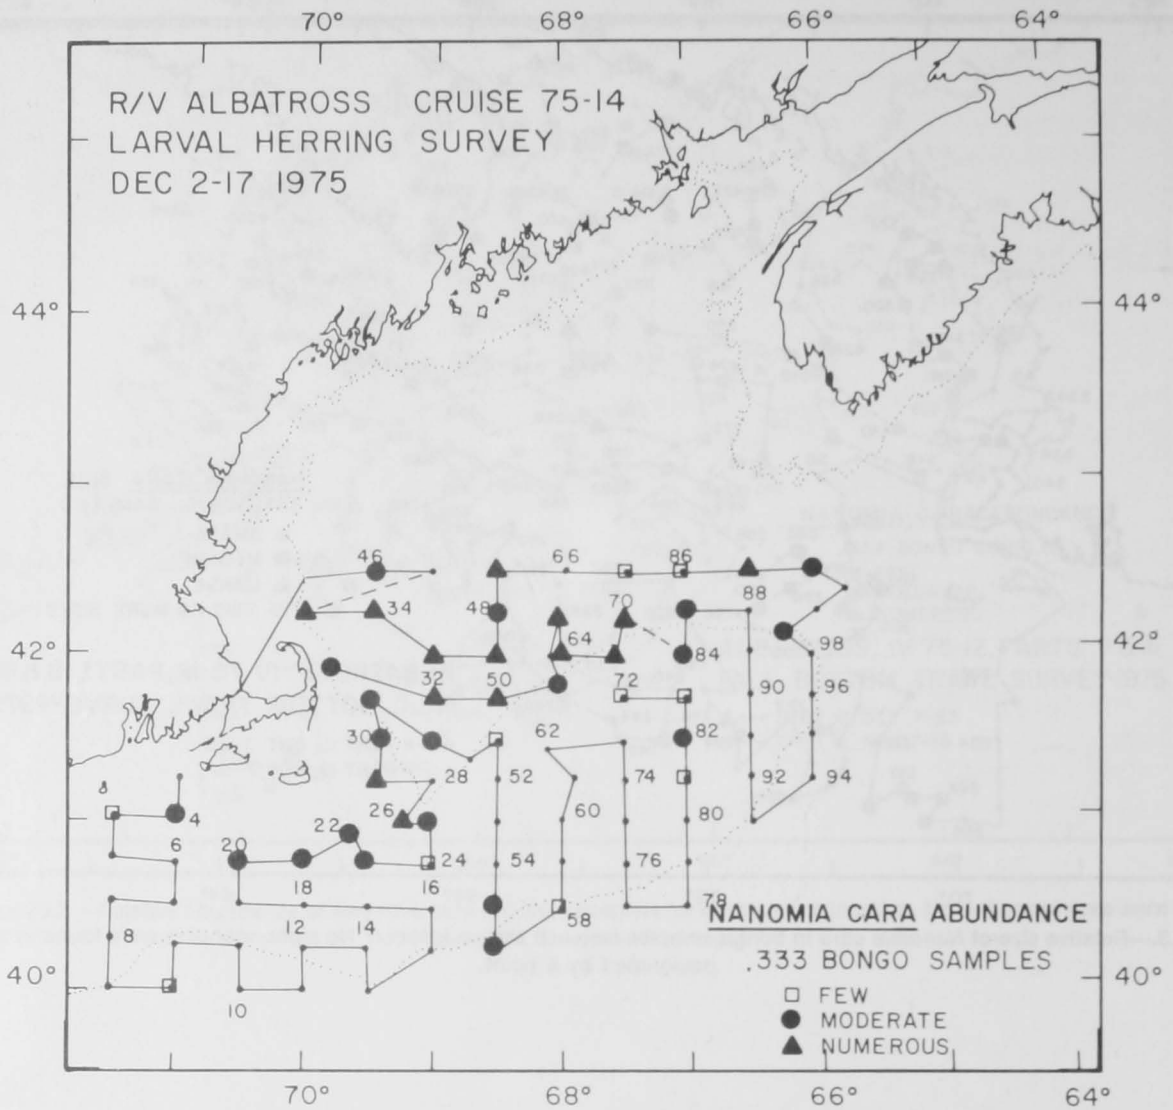 70° 68° 66° 64°
R/V ALBATROSS CRUISE 75-14
LARVAL HERRING SURVEY
DEC 2-17 1975
44° 44°
46 66 86
34 48 70 88
42° 64 84 98 42°
32 50 72 90 96
30 62 82
28 52 74 92 94
4 26 60 80
22
6 20 24 54 76
18 16
8 12 14 58 78
NANOMIA CARA ABUNDANCE
.333 BONGO SAMPLES
40° 40°
FEW
10 MODERATE
NUMEROUS
70° 68° 66° 64°